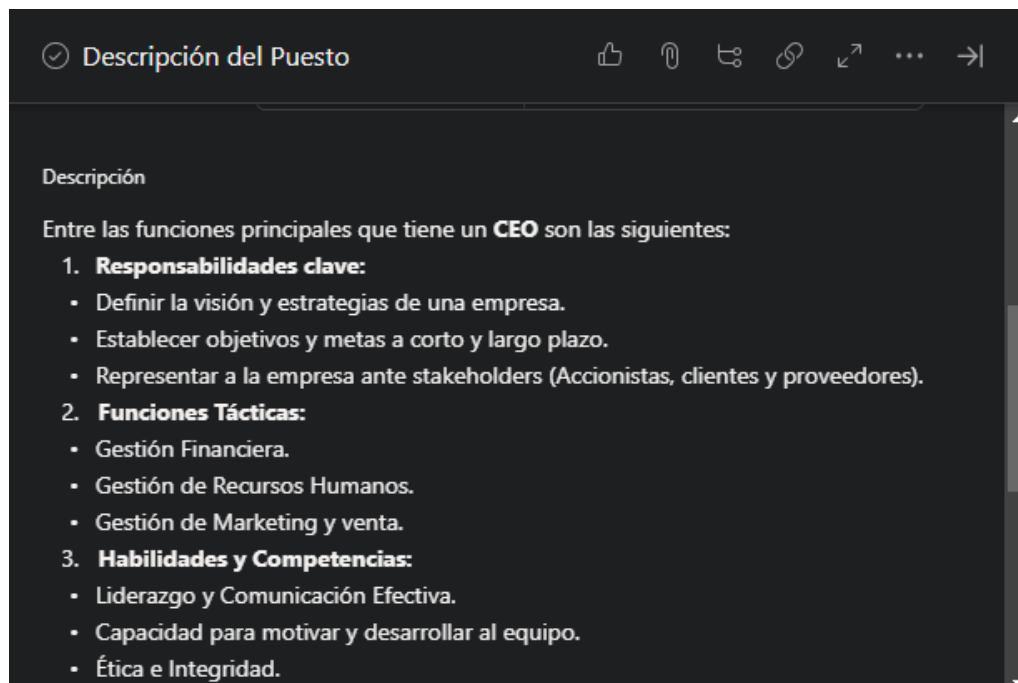 Descripción del Puesto
Descripción
Entre las funciones principales que tiene un CEO son las siguientes:
1. Responsabilidades clave:
• Definir la visión y estrategias de una empresa.
• Establecer objetivos y metas a corto y largo plazo.
• Representar a la empresa ante stakeholders (Accionistas, clientes y proveedores).
2. Funciones Tácticas:
• Gestión Financiera.
• Gestión de Recursos Humanos.
• Gestión de Marketing y venta.
3. Habilidades y Competencias:
• Liderazgo y Comunicación Efectiva.
• Capacidad para motivar y desarrollar al equipo.
• Ética e Integridad.